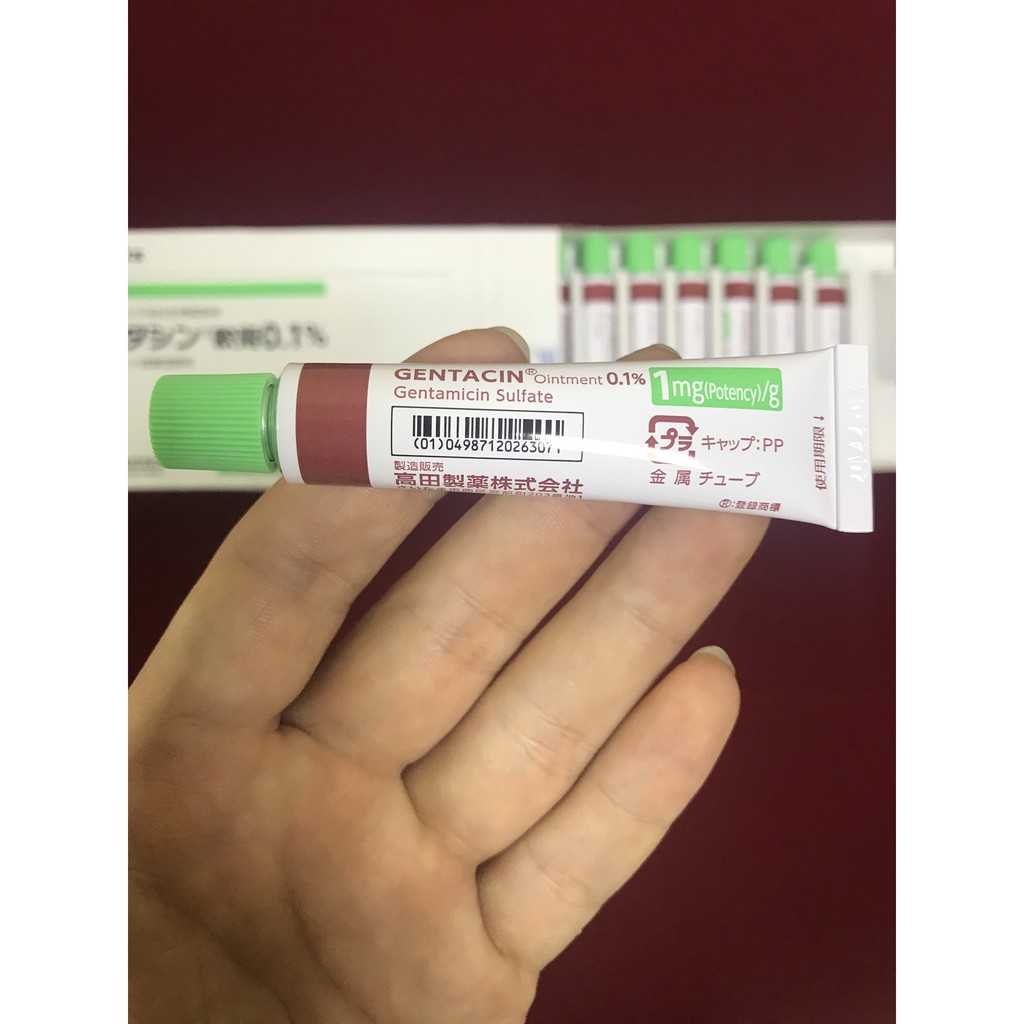 タシン®軟膏0.1%
GENTACIN® Ointment 0.1% 1mg(Potency)/g
Gentamicin Sulfate
(01)04987120263071
製造販売
高田製薬株式会社
プラ キャップ:PP
金属 チューブ
®:登録商標
使用期限